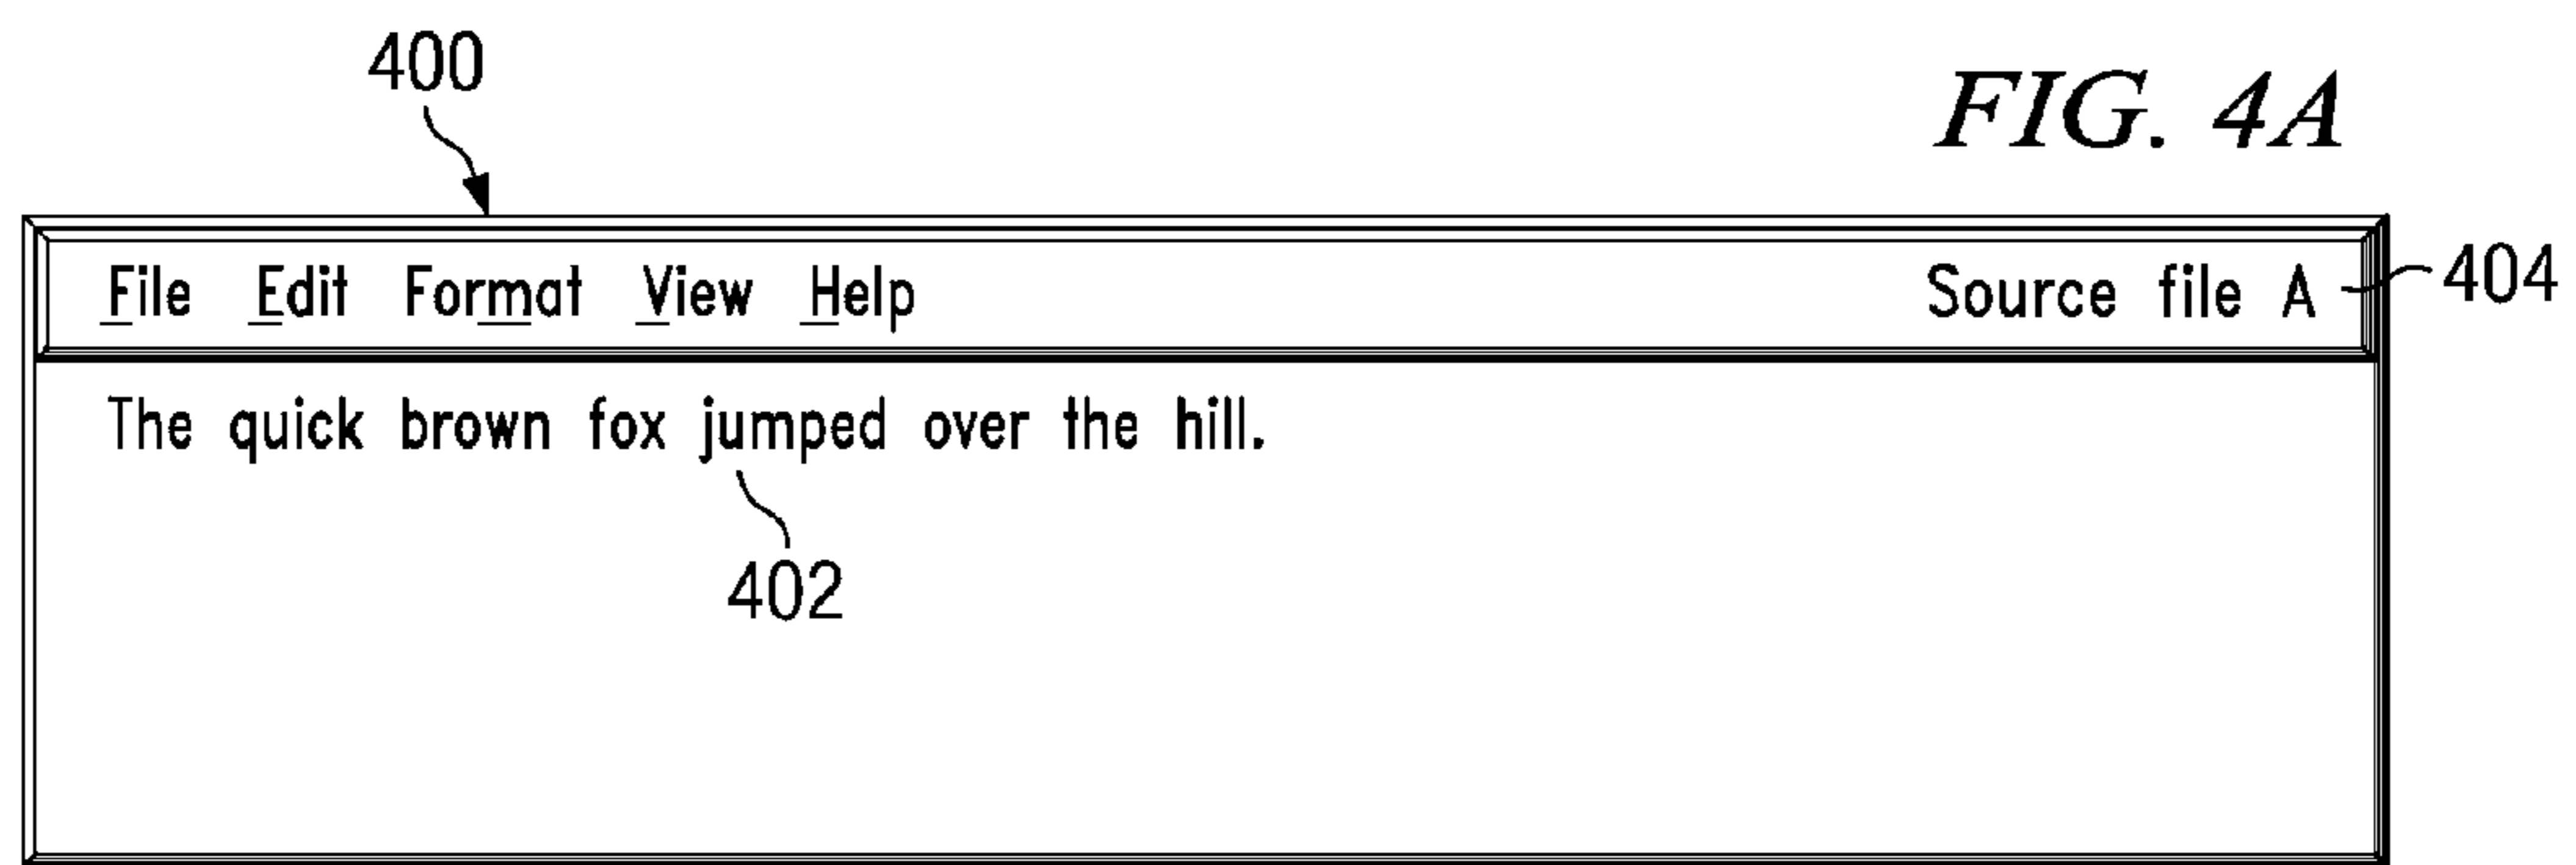 400
FIG. 4A
File Edit Format View Help Source file A 404
The quick brown fox jumped over the hill.
402